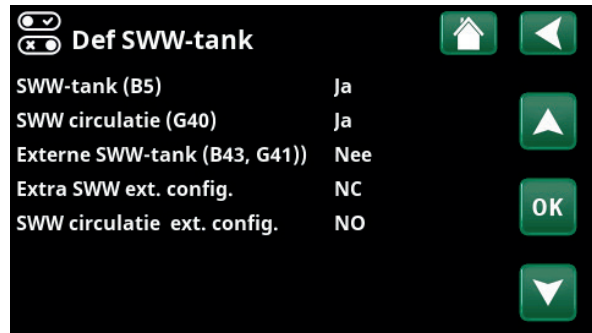 Def SWW-tank
SWW-tank (B5) Ja
SWW circulatie (G40) Ja
Externe SWW-tank (B43, G41)) Nee
Extra SWW ext. config. NC
OK
SWW circulatie ext. config. NO